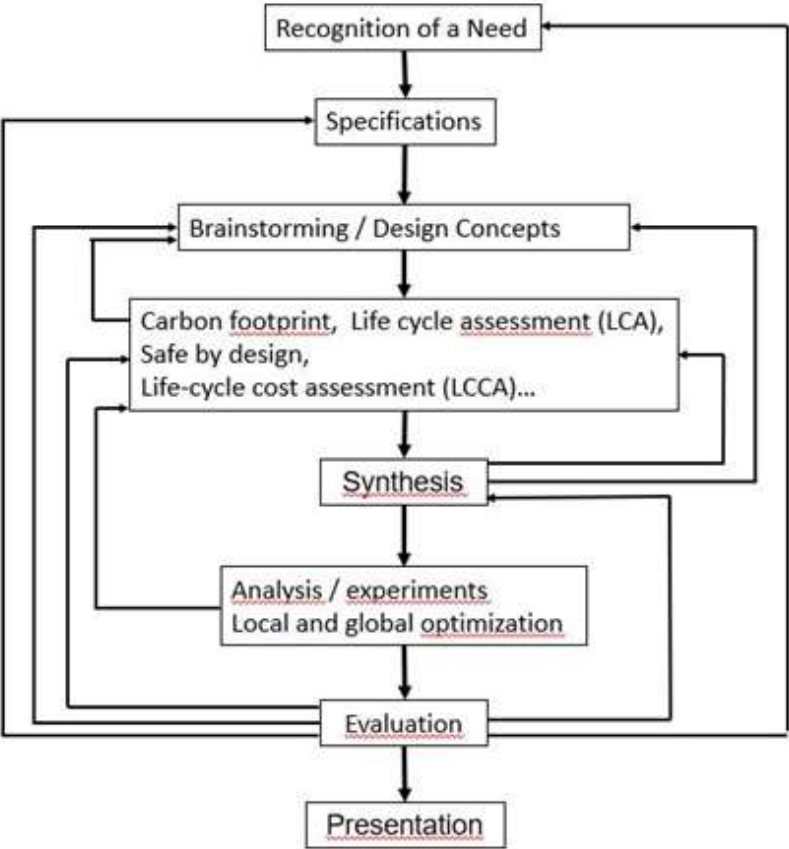 Recognition of a Need
Specifications
Brainstorming / Design Concepts
Carbon footprint,  Life cycle assessment (LCA),
Safe by design,
Life-cycle cost assessment (LCCA)...
Synthesis
Analysis / experiments
Local and global optimization
Evaluation
Presentation